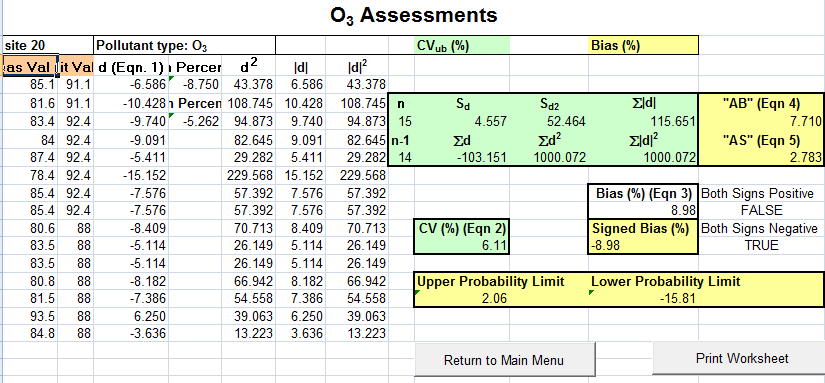 O3 Assessments
site 20 Pollutant type: O3 CVub (%) Bias (%)
as Val it Val d (Eqn. 1) Percen d2 |d| |d|2
85.1 91.1 -6.586 -8.750 43.378 6.586 43.378
81.6 91.1 -10.428 Percen 108.745 10.428 108.745 n Sd Sd2 Σ|d| "AB" (Eqn 4)
83.4 92.4 -9.740 -5.262 94.873 9.740 94.873 15 4.557 52.464 115.651 7.710
84 92.4 -9.091 82.645 9.091 82.645 n-1 Σd Σd2 Σ|d|2 "AS" (Eqn 5)
87.4 92.4 -5.411 29.282 5.411 29.282 14 -103.151 1000.072 1000.072 2.783
78.4 92.4 -15.152 229.568 15.152 229.568
85.4 92.4 -7.576 57.392 7.576 57.392 Bias (%) (Eqn 3) Both Signs Positive
85.4 92.4 -7.576 57.392 7.576 57.392 8.98 FALSE
80.6 88 -8.409 70.713 8.409 70.713 CV (%) (Eqn 2) Signed Bias (%) Both Signs Negative
83.5 88 -5.114 26.149 5.114 26.149 6.11 -8.98 TRUE
83.5 88 -5.114 26.149 5.114 26.149
80.8 88 -8.182 66.942 8.182 66.942 Upper Probability Limit Lower Probability Limit
81.5 88 -7.386 54.558 7.386 54.558 2.06 -15.81
93.5 88 6.250 39.063 6.250 39.063
84.8 88 -3.636 13.223 3.636 13.223
Return to Main Menu Print Worksheet